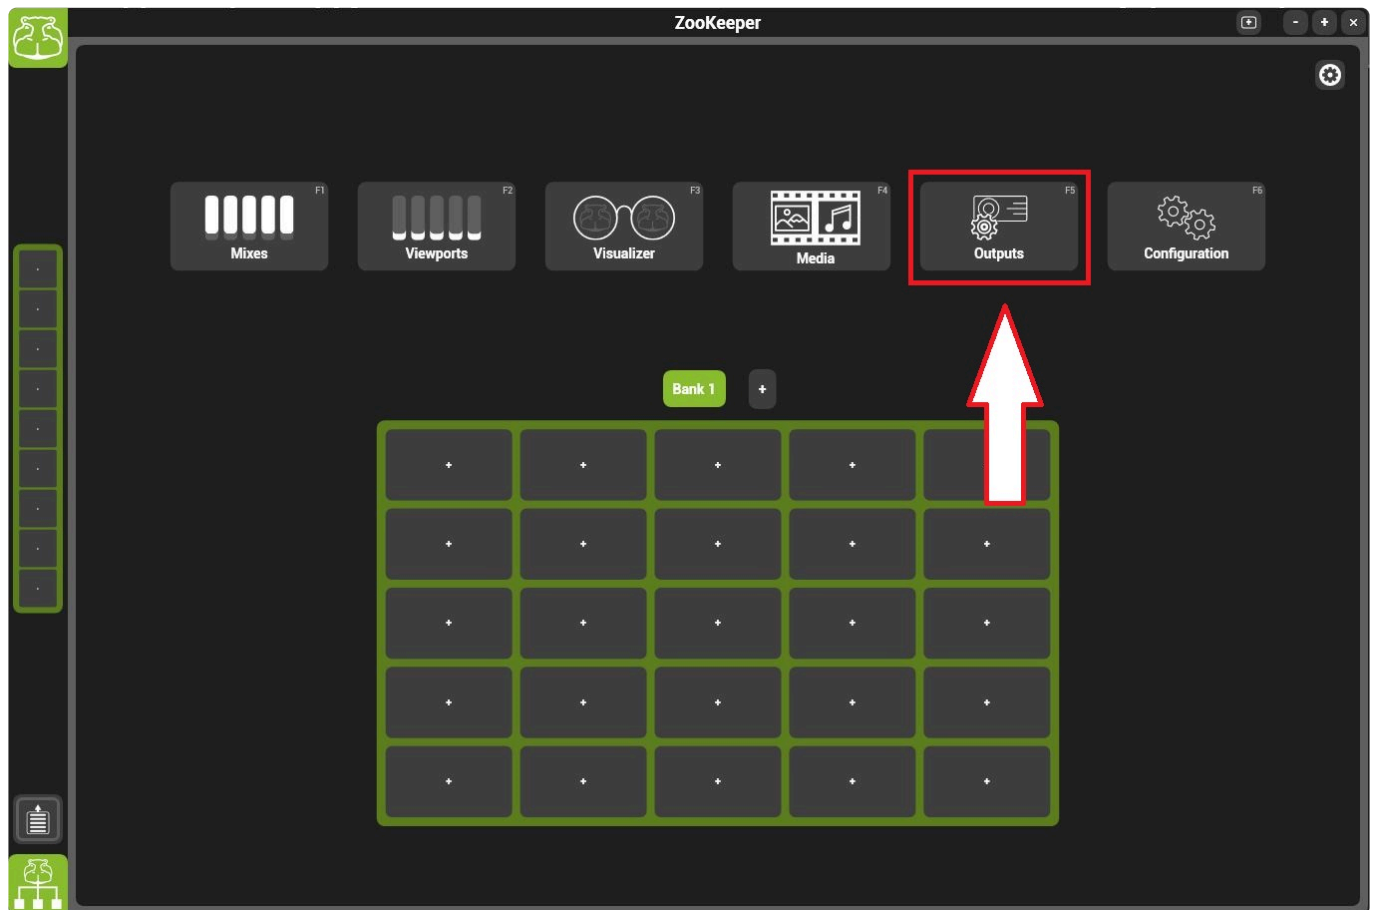 ZooKeeper
F1
Mixes
F2
Viewports
F3
Visualizer
F4
Media
F5
Outputs
F6
Configuration
Bank 1
+
+ + + +
+ + + + +
+ + + + +
+ + + + +
+ + + + +